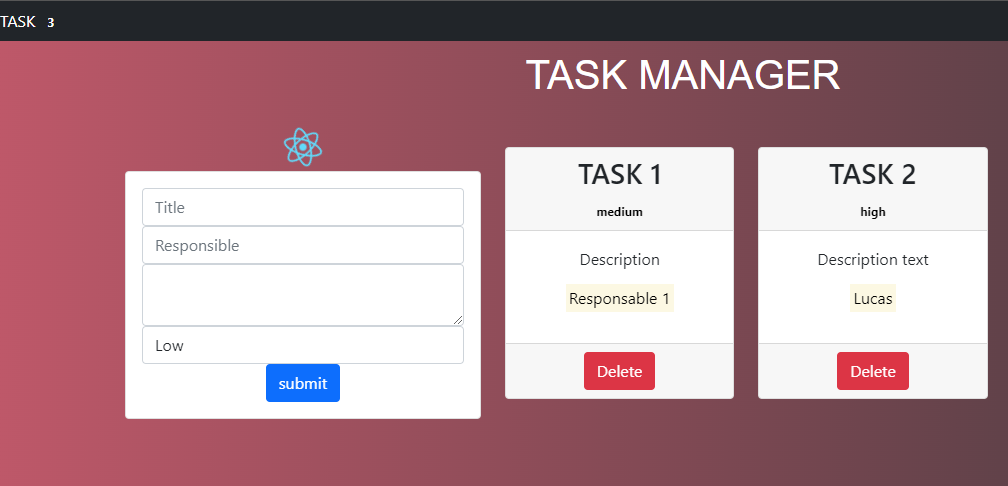 TASK 3
TASK MANAGER
Title
Responsible
Low
submit
TASK 1
medium
Description
Responsable 1
Delete
TASK 2
high
Description text
Lucas
Delete